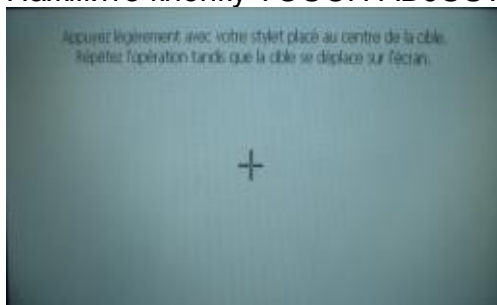 Appuyez légèrement avec votre stylet placé au centre de la cible.
Répétez l'opération tandis que la cible se déplace sur l'écran.